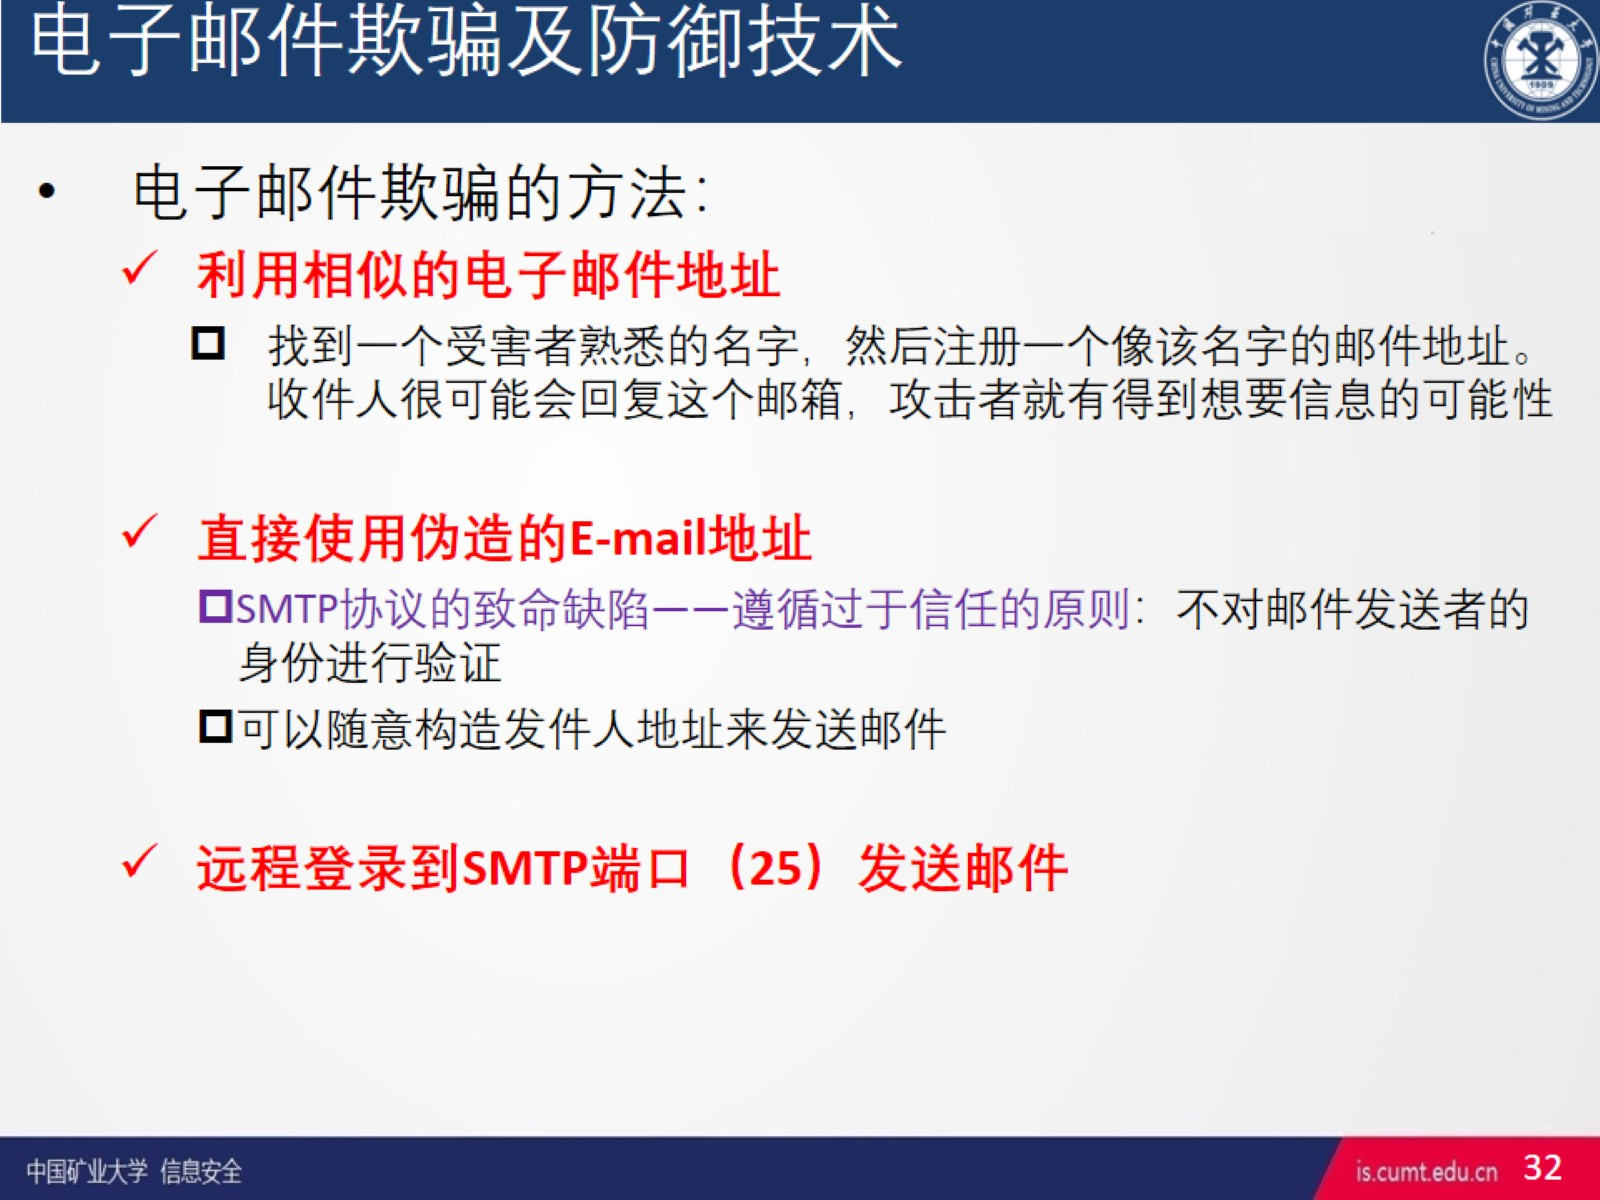 电子邮件欺骗及防御技术
CHINA UNIVERSITY OF MINING AND TECHNOLOGY
1909
• 电子邮件欺骗的方法：
✓ 利用相似的电子邮件地址
找到一个受害者熟悉的名字，然后注册一个像该名字的邮件地址。
收件人很可能会回复这个邮箱，攻击者就有得到想要信息的可能性
✓ 直接使用伪造的E-mail地址
SMTP协议的致命缺陷——遵循过于信任的原则：不对邮件发送者的
身份进行验证
可以随意构造发件人地址来发送邮件
✓ 远程登录到SMTP端口（25）发送邮件
中国矿业大学 信息安全
is.cumt.edu.cn 32